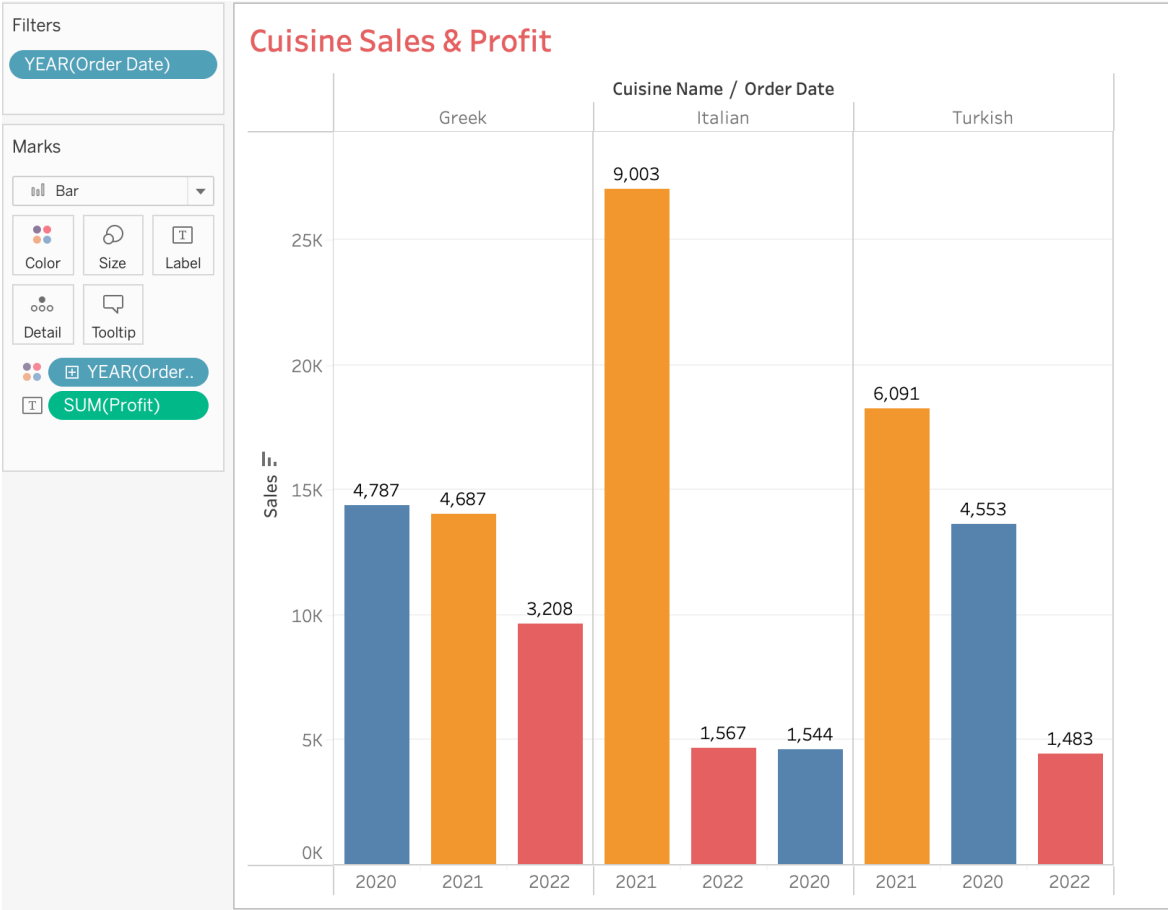 Filters
YEAR(Order Date)
Marks
Bar
Color
Size
T
Label
Detail
Tooltip
YEAR(Order..
T
SUM(Profit)
Cuisine Sales & Profit
Cuisine Name / Order Date
Greek
Italian
Turkish
Sales
25K
20K
15K
10K
5K
0K
4,787
4,687
3,208
9,003
1,567
1,544
6,091
4,553
1,483
2020
2021
2022
2021
2022
2020
2021
2020
2022